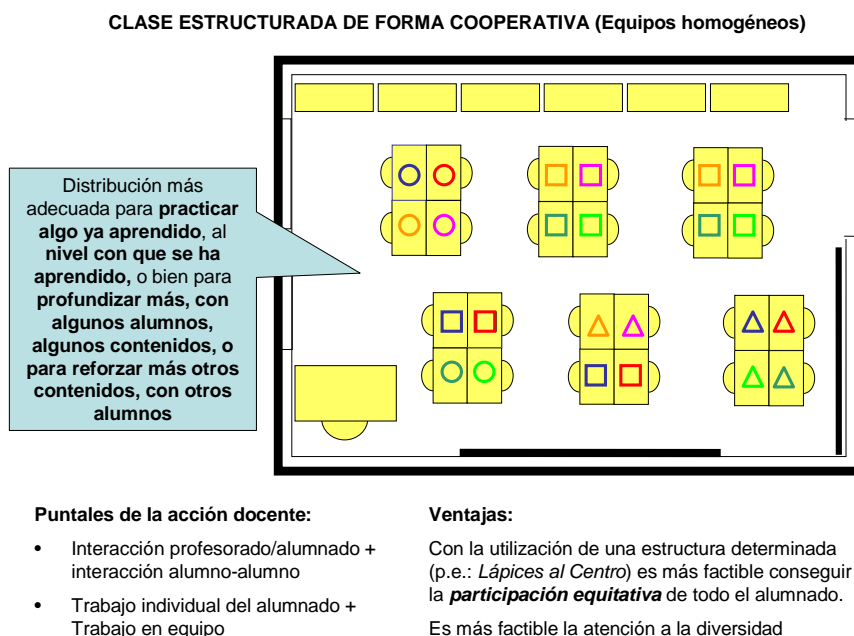 CLASE ESTRUCTURADA DE FORMA COOPERATIVA (Equipos homogéneos)
Distribución más
adecuada para practicar
algo ya aprendido, al
nivel con que se ha
aprendido, o bien para
profundizar más, con
algunos alumnos,
algunos contenidos, o
para reforzar más otros
contenidos, con otros
alumnos
Puntales de la acción docente:
• Interacción profesorado/alumnado +
interacción alumno-alumno
• Trabajo individual del alumnado +
Trabajo en equipo
Ventajas:
Con la utilización de una estructura determinada
(p.e.: Lápices al Centro) es más factible conseguir
la participación equitativa de todo el alumnado.
Es más factible la atención a la diversidad